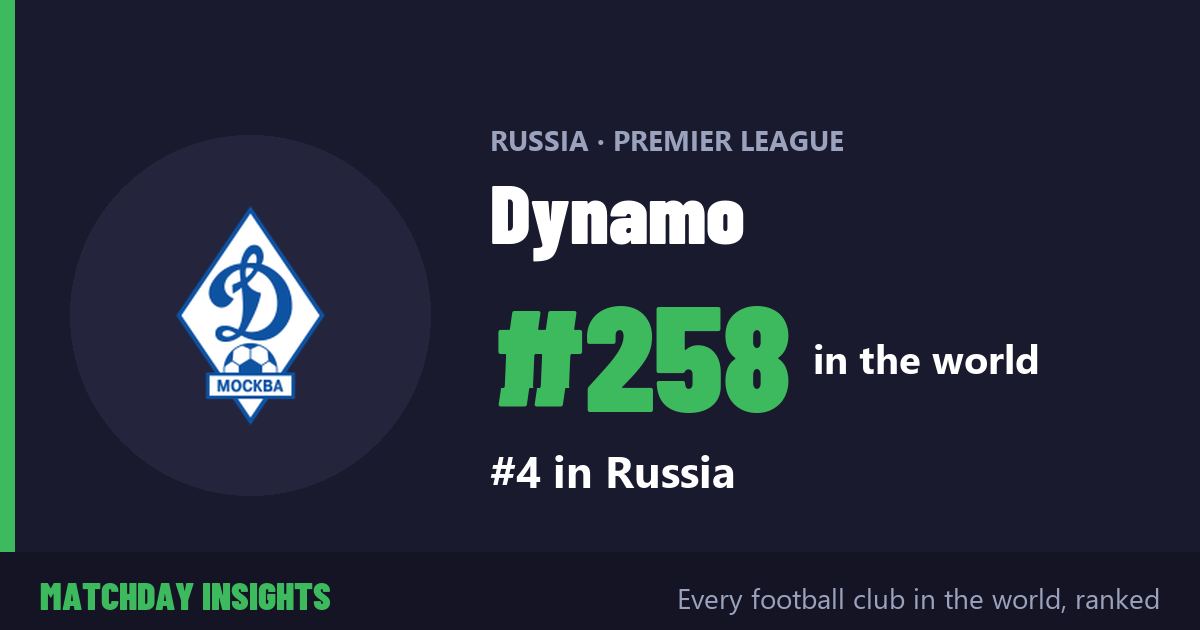 RUSSIA · PREMIER LEAGUE
Dynamo
#258 in the world
#4 in Russia
D
МОСКВА
MATCHDAY INSIGHTS
Every football club in the world, ranked